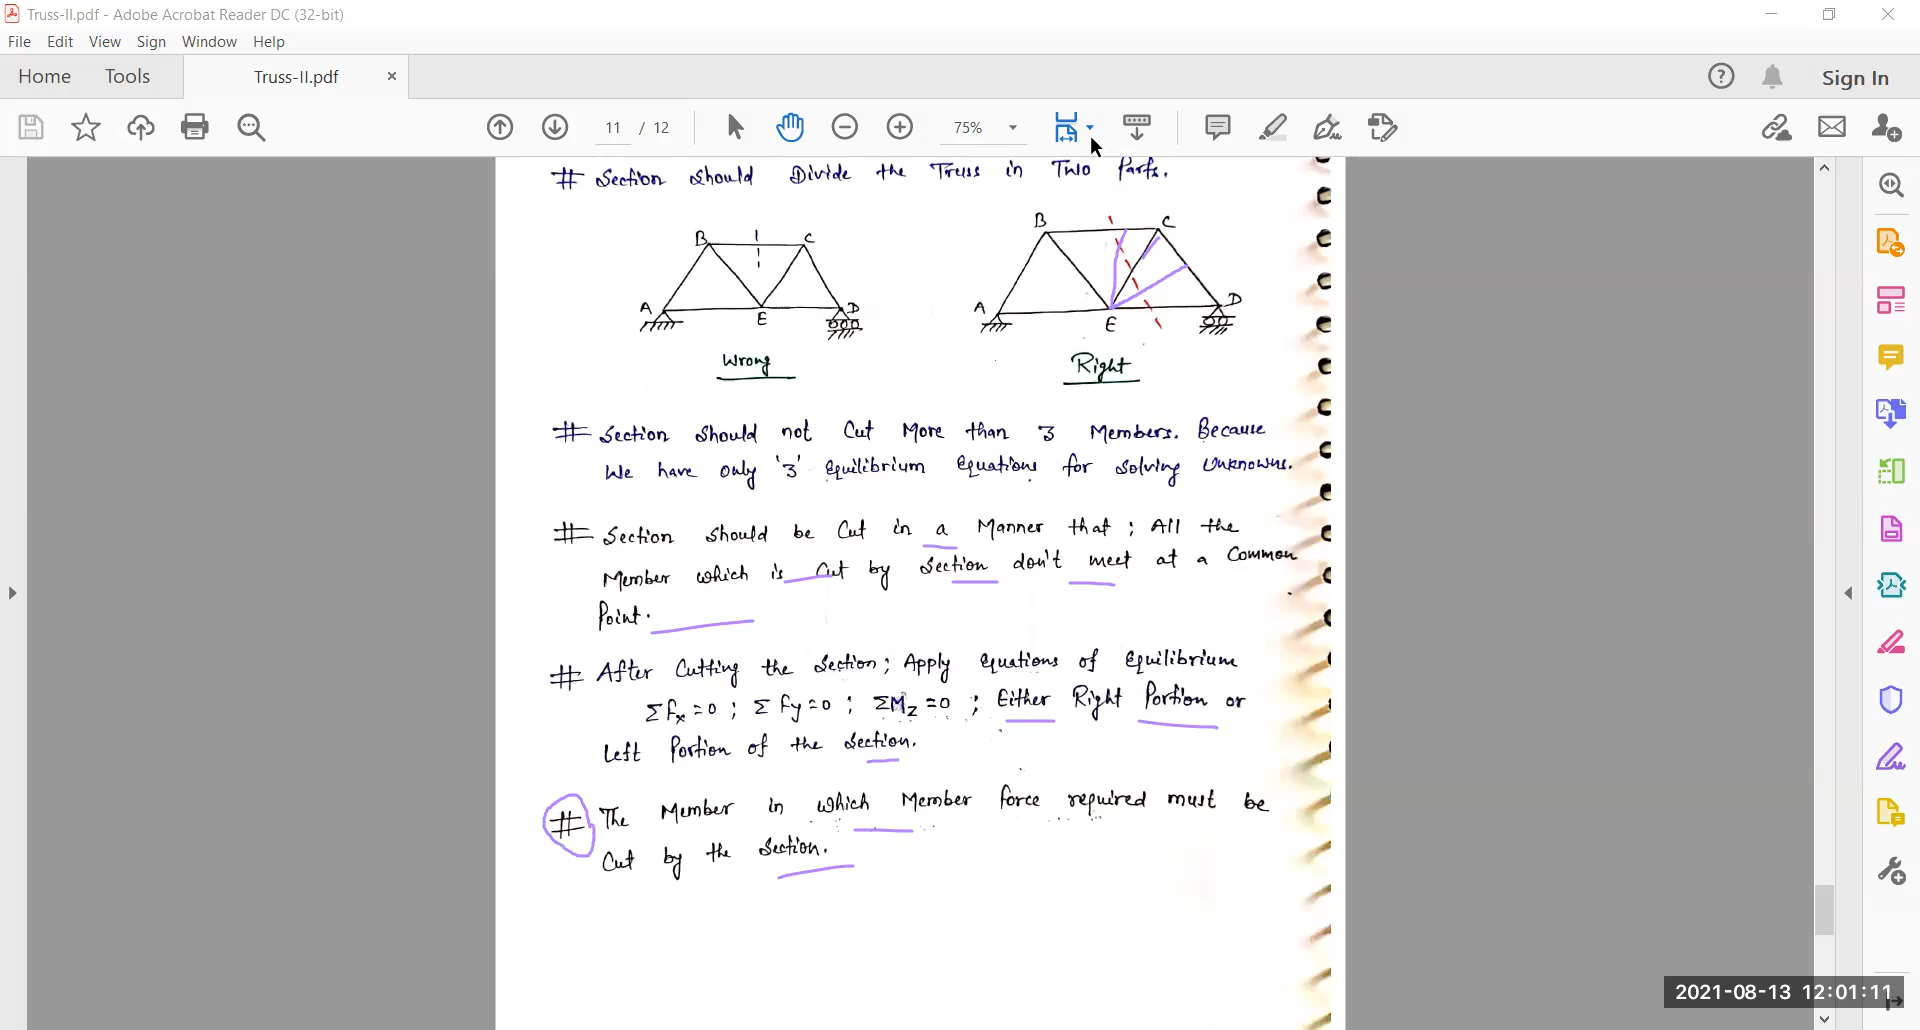 Truss-II.pdf - Adobe Acrobat Reader DC (32-bit)
File Edit View Sign Window Help
Home Tools Truss-II.pdf × Sign In
11 / 12 75%
# Section should Divide the Truss in Two Parts.
B C
A E D
Wrong
B C
A E D
Right
# Section should not Cut More than 3 Members. Because
We have only '3' Equilibrium Equations for solving Unknowns.
# Section should be Cut in a Manner that ; All the
Member which is Cut by Section don't meet at a Common
Point.
# After Cutting the Section; Apply Equations of Equilibrium
Σfx = 0 ; Σfy = 0 ; ΣMz = 0 ; Either Right Portion or
Left Portion of the Section.
# The Member in which Member force required must be
Cut by the Section.
2021-08-13 12:01:11